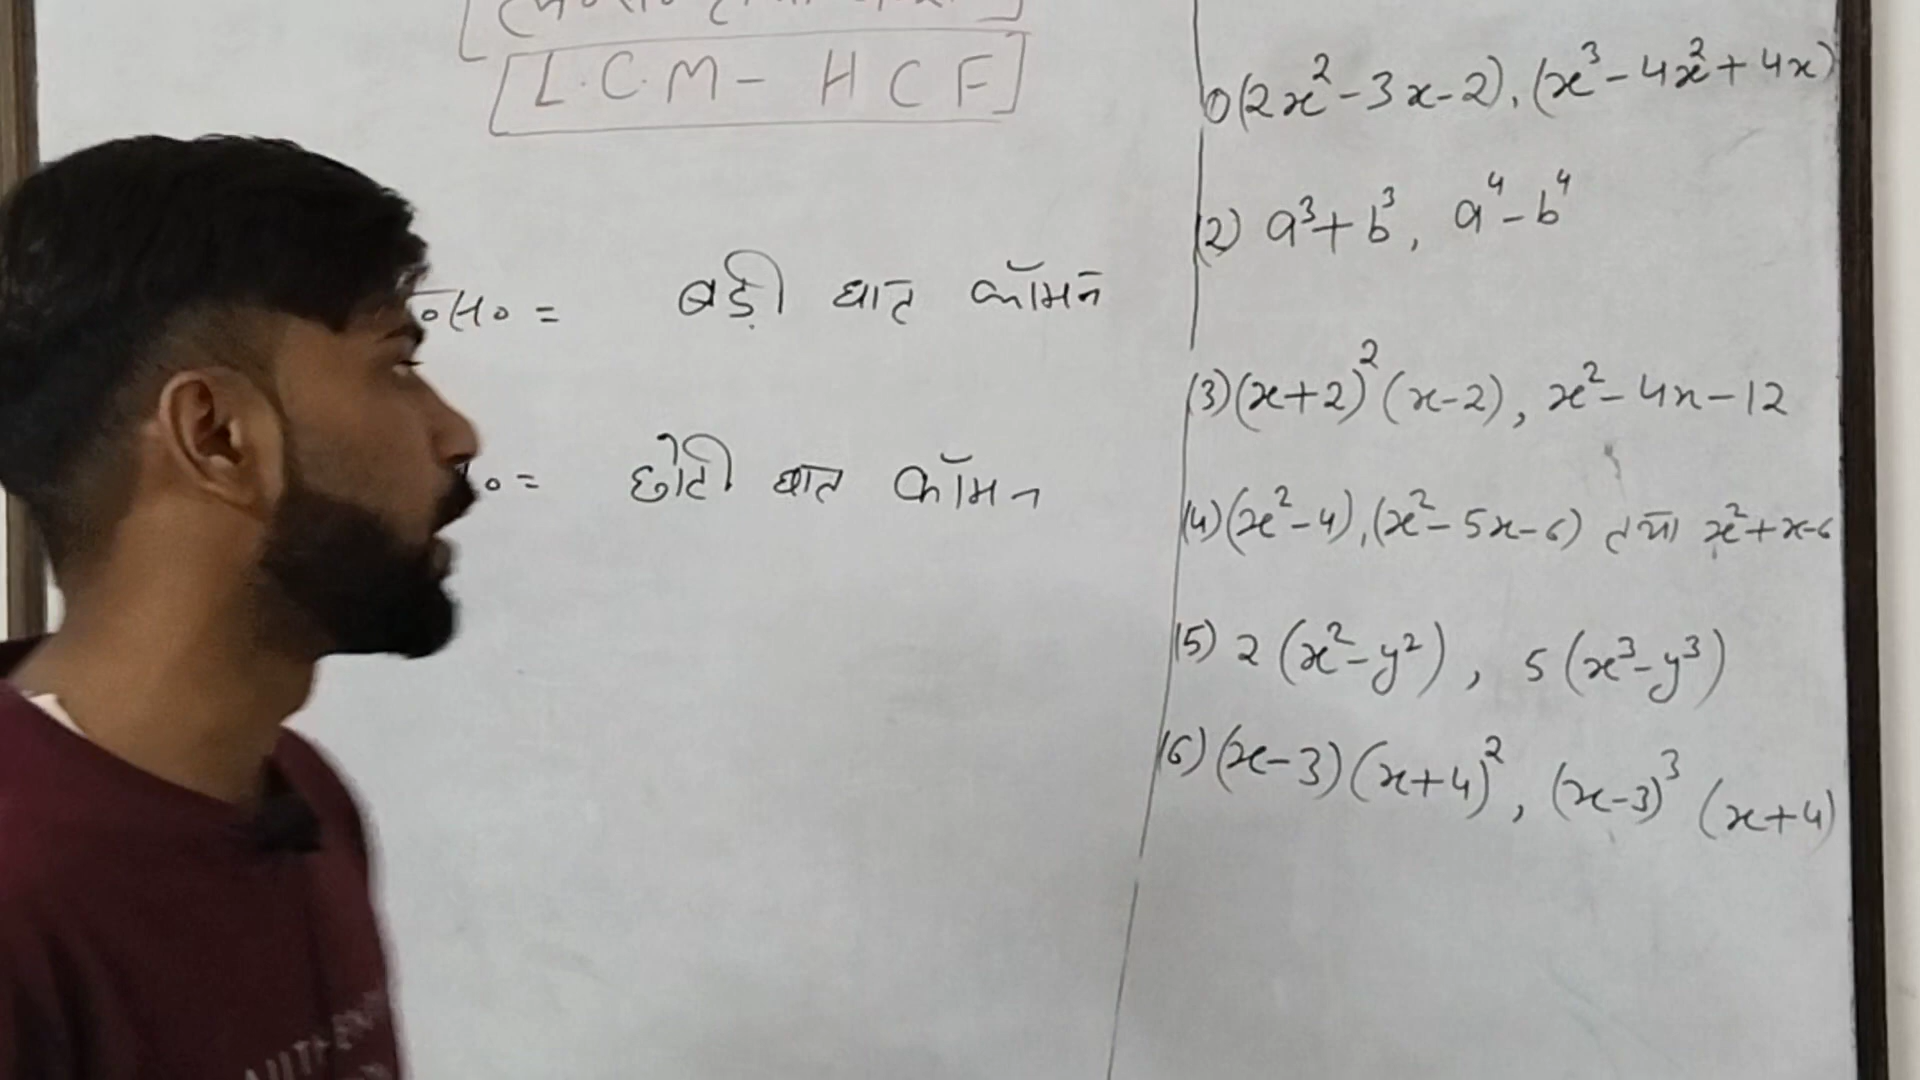 [L.C.M - H C F]
बड़ी घात कॉमन
छोटी घात कॉमन
(2x²-3x-2), (x³-4x²+4x)
(2) a³+b³, a⁴-b⁴
(3) (x+2)²(x-2), x²-4x-12
(4) (x²-4), (x²-5x-6) तथा x²+x-6
(5) 2(x²-y²), 5(x³-y³)
(6) (x-3)(x+4)², (x-3)³(x+4)